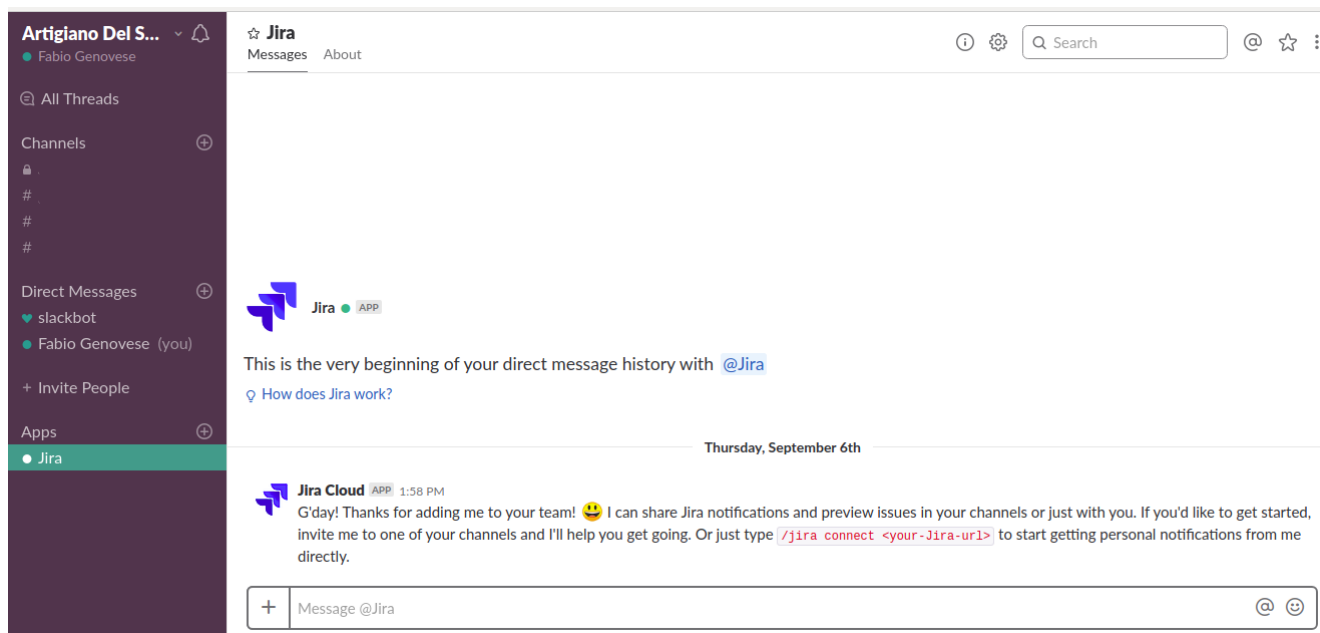 Artigiano Del S...
Fabio Genovese
All Threads
Channels
#
#
#
Direct Messages
slackbot
Fabio Genovese (you)
+ Invite People
Apps
Jira
Jira
Messages About
Search
Jira APP
This is the very beginning of your direct message history with @Jira
How does Jira work?
Thursday, September 6th
Jira Cloud APP 1:58 PM
G'day! Thanks for adding me to your team! 😃 I can share Jira notifications and preview issues in your channels or just with you. If you'd like to get started,
invite me to one of your channels and I'll help you get going. Or just type /jira connect <your-Jira-url> to start getting personal notifications from me
directly.
+ Message @Jira